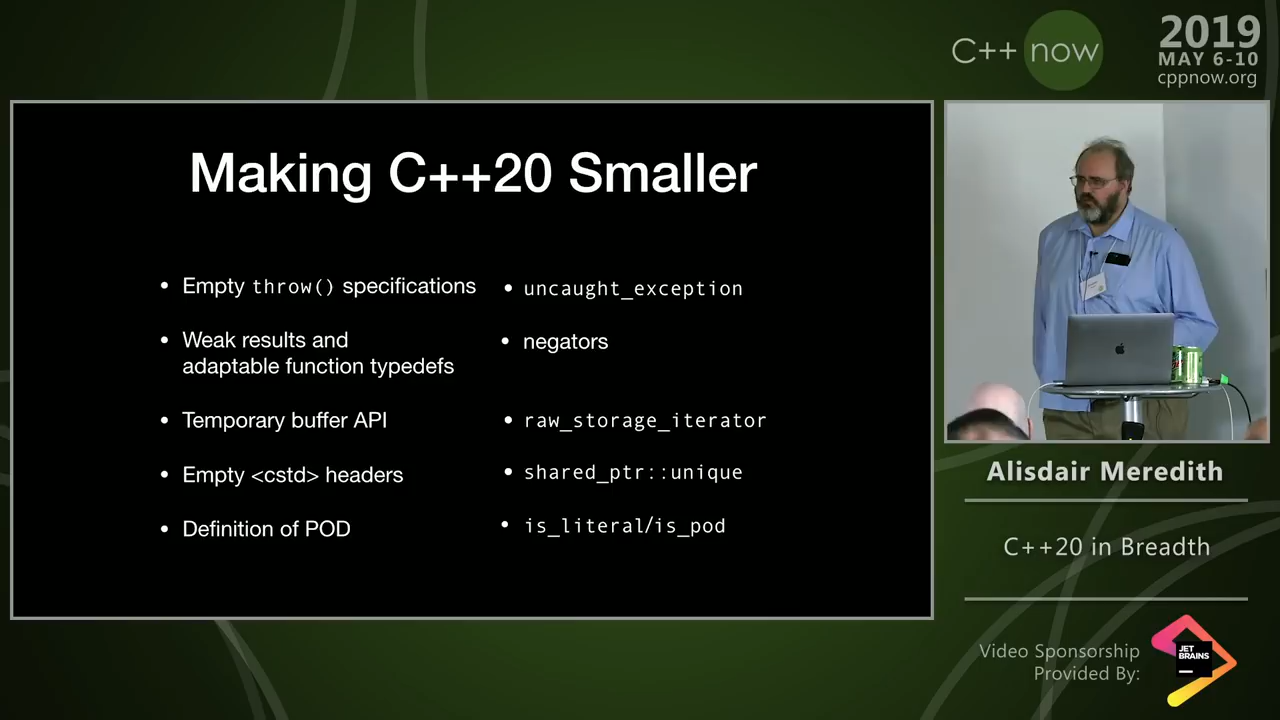 C++ now
2019
MAY 6-10
cppnow.org
Making C++20 Smaller
• Empty throw() specifications
• Weak results and
adaptable function typedefs
• Temporary buffer API
• Empty <cstd> headers
• Definition of POD
• uncaught_exception
• negators
• raw_storage_iterator
• shared_ptr::unique
• is_literal/is_pod
Alisdair Meredith
C++20 in Breadth
Video Sponsorship
Provided By:
JET
BRAINS